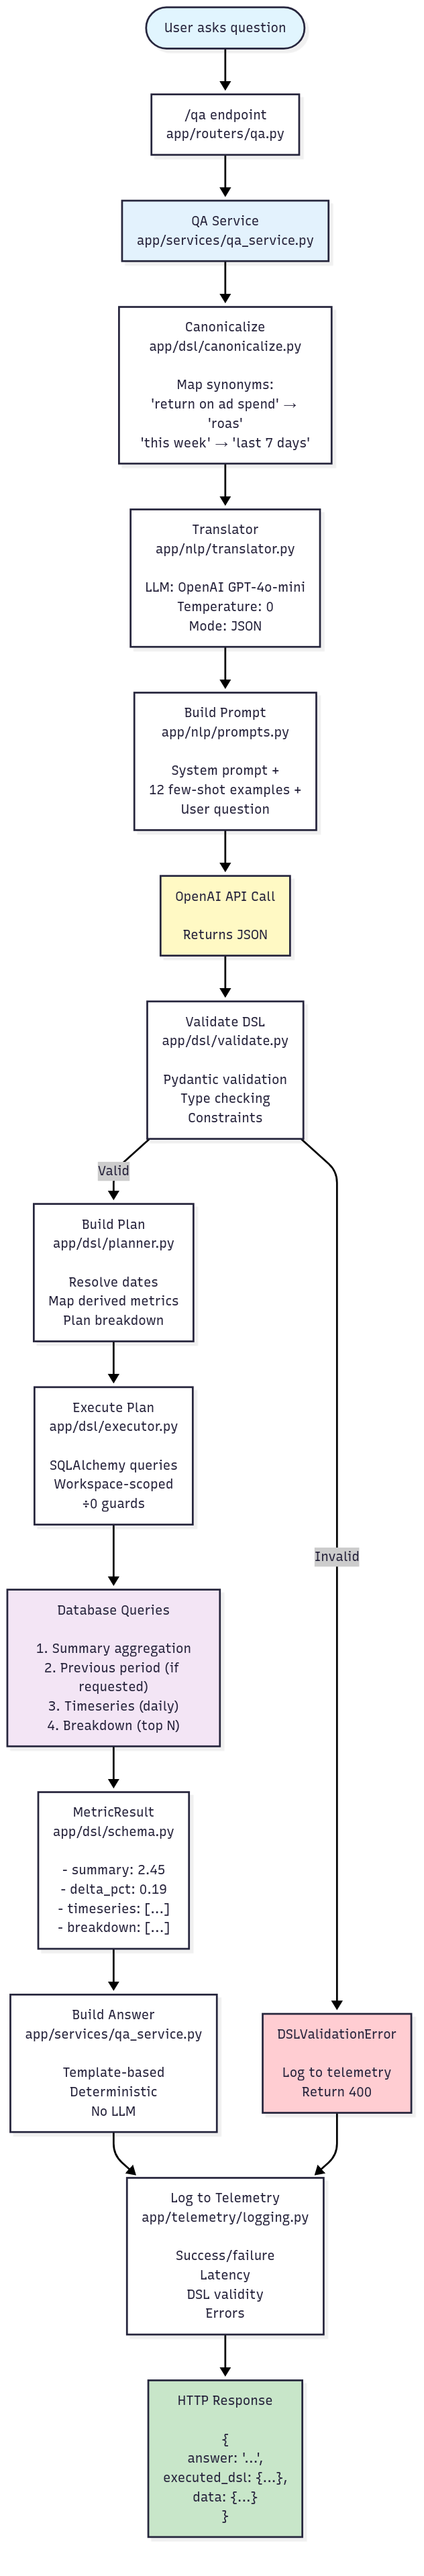 User asks question
/qa endpoint
app/routers/qa.py
QA Service
app/services/qa_service.py
Canonicalize
app/dsl/canonicalize.py
Map synonyms:
'return on ad spend' →
'roas'
'this week' → 'last 7 days'
Translator
app/nlp/translator.py
LLM: OpenAI GPT-4o-mini
Temperature: 0
Mode: JSON
Build Prompt
app/nlp/prompts.py
System prompt +
12 few-shot examples +
User question
OpenAI API Call
Returns JSON
Validate DSL
app/dsl/validate.py
Pydantic validation
Type checking
Constraints
Valid
Build Plan
app/dsl/planner.py
Resolve dates
Map derived metrics
Plan breakdown
Execute Plan
app/dsl/executor.py
SQLAlchemy queries
Workspace-scoped
÷0 guards
Invalid
Database Queries
1. Summary aggregation
2. Previous period (if
requested)
3. Timeseries (daily)
4. Breakdown (top N)
MetricResult
app/dsl/schema.py
- summary: 2.45
- delta_pct: 0.19
- timeseries: [...]
- breakdown: [...]
Build Answer
app/services/qa_service.py
Template-based
Deterministic
No LLM
DSLValidationError
Log to telemetry
Return 400
Log to Telemetry
app/telemetry/logging.py
Success/failure
Latency
DSL validity
Errors
HTTP Response
{
answer: '...',
executed_dsl: {...},
data: {...}
}